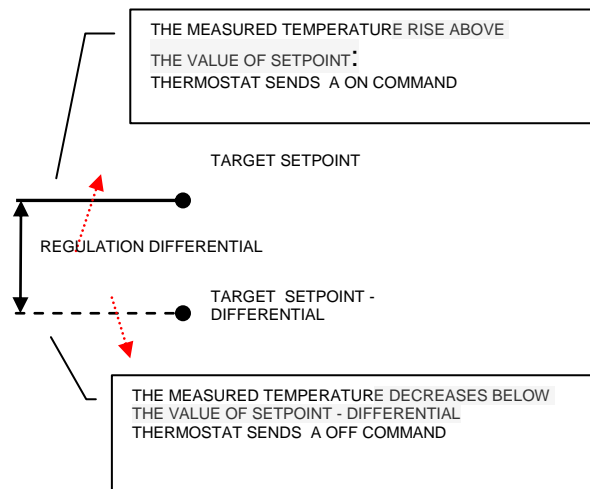 THE MEASURED TEMPERATURE RISE ABOVE
THE VALUE OF SETPOINT:
THERMOSTAT SENDS A ON COMMAND
TARGET SETPOINT
REGULATION DIFFERENTIAL
TARGET SETPOINT -
DIFFERENTIAL
THE MEASURED TEMPERATURE DECREASES BELOW
THE VALUE OF SETPOINT - DIFFERENTIAL
THERMOSTAT SENDS A OFF COMMAND